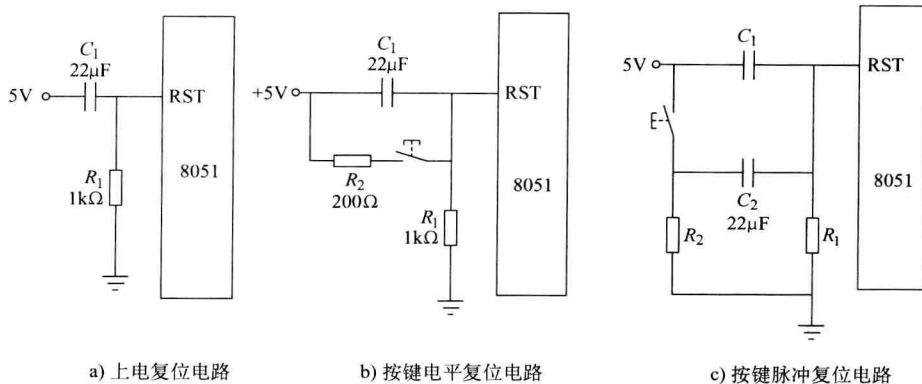 C1
22μF
5V
RST
R1
1kΩ
8051
a) 上电复位电路
C1
22μF
+5V
RST
R2
200Ω
R1
1kΩ
8051
b) 按键电平复位电路
C1
5V
RST
C2
22μF
R2
R1
8051
c) 按键脉冲复位电路